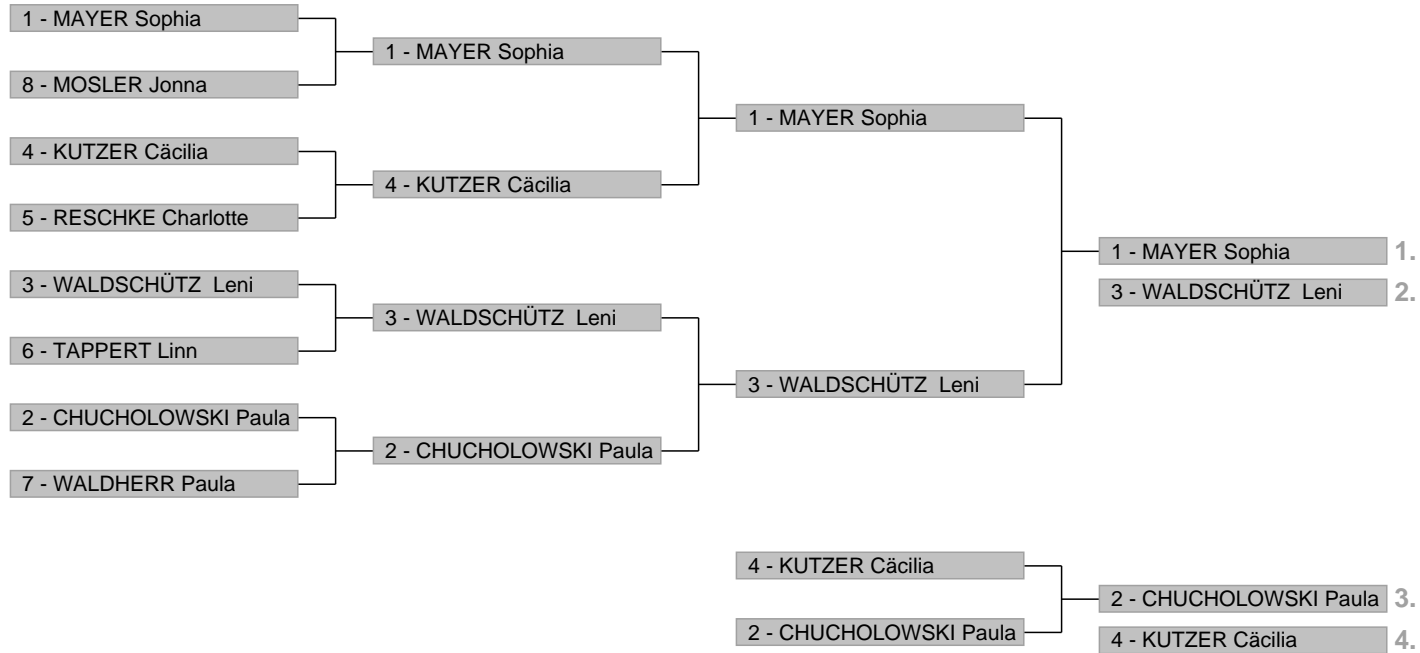 1 - MAYER Sophia
8 - MOSLER Jonna
4 - KUTZER Cäcilia
5 - RESCHKE Charlotte
3 - WALDSCHÜTZ  Leni
6 - TAPPERT Linn
2 - CHUCHOLOWSKI Paula
7 - WALDHERR Paula
1 - MAYER Sophia
4 - KUTZER Cäcilia
3 - WALDSCHÜTZ  Leni
2 - CHUCHOLOWSKI Paula
1 - MAYER Sophia
3 - WALDSCHÜTZ  Leni
1 - MAYER Sophia 1.
3 - WALDSCHÜTZ  Leni 2.
4 - KUTZER Cäcilia
2 - CHUCHOLOWSKI Paula
2 - CHUCHOLOWSKI Paula 3.
4 - KUTZER Cäcilia 4.